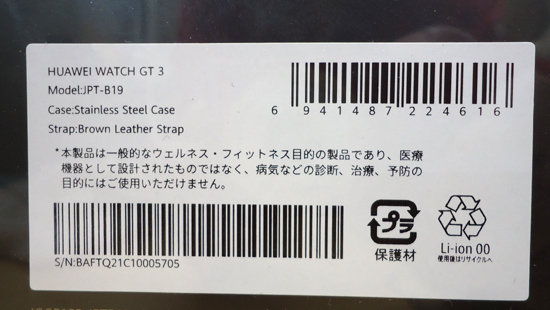 HUAWEI WATCH GT 3
Model:JPT-B19
Case:Stainless Steel Case
Strap:Brown Leather Strap
6 941487 224616
*本製品は一般的なウェルネス・フィットネス目的の製品であり、医療
機器として設計されたものではなく、病気などの診断、治療、予防の
目的にはご使用いただけません。
S/N:BAFTQ21C10005705
プラ
保護材
Li-ion 00
使用後はリサイクルへ